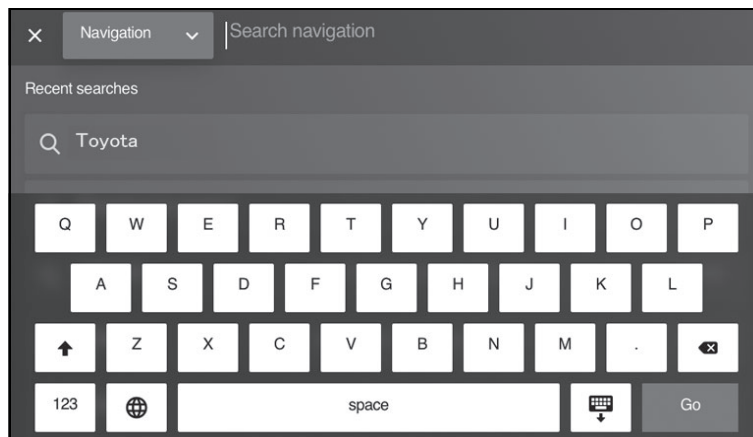 Navigation Search navigation
Recent searches
Toyota
Q W E R T Y U I O P
A S D F G H J K L
Z X C V B N M .
123 space Go